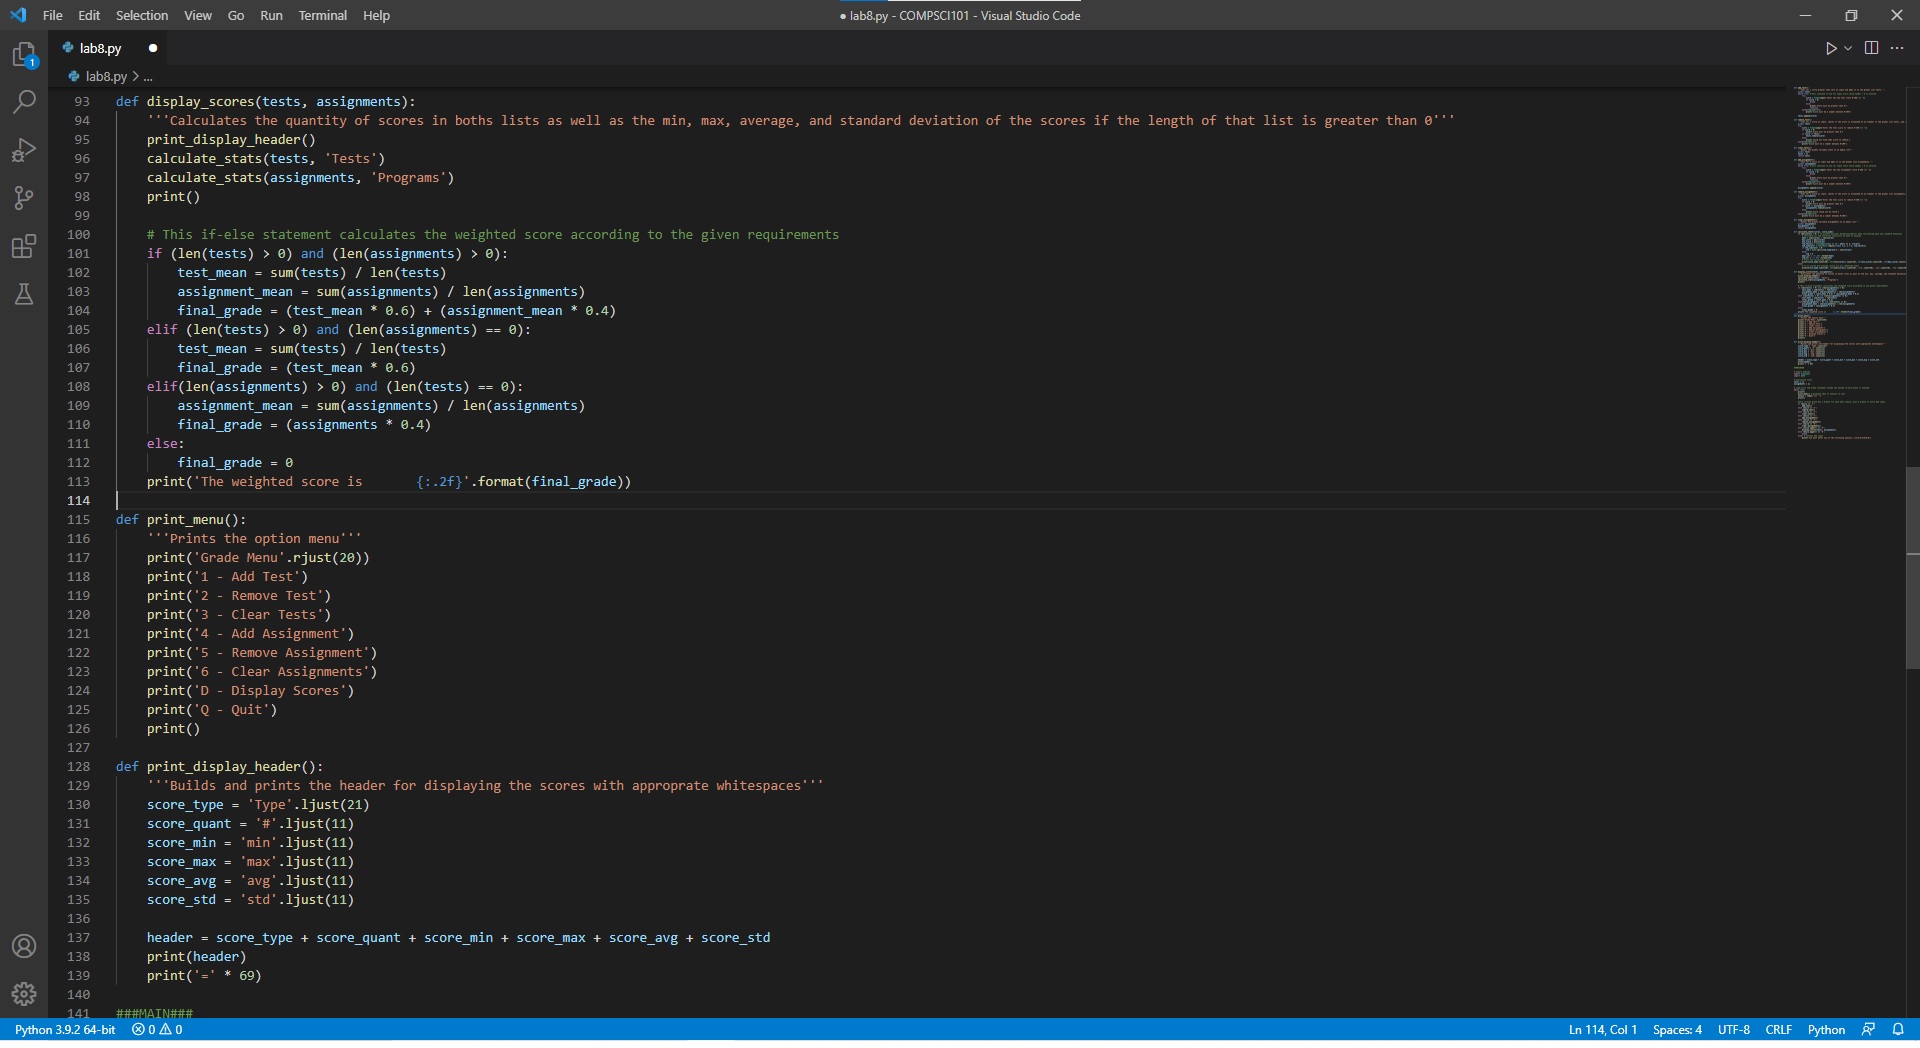 File Edit Selection View Go Run Terminal Help
● lab8.py - COMPSCI101 - Visual Studio Code
lab8.py ●
lab8.py > ...
1
93 def display_scores(tests, assignments):
94     '''Calculates the quantity of scores in boths lists as well as the min, max, average, and standard deviation of the scores if the length of that list is greater than 0'''
95     print_display_header()
96     calculate_stats(tests, 'Tests')
97     calculate_stats(assignments, 'Programs')
98     print()
99
100     # This if-else statement calculates the weighted score according to the given requirements
101     if (len(tests) > 0) and (len(assignments) > 0):
102         test_mean = sum(tests) / len(tests)
103         assignment_mean = sum(assignments) / len(assignments)
104         final_grade = (test_mean * 0.6) + (assignment_mean * 0.4)
105     elif (len(tests) > 0) and (len(assignments) == 0):
106         test_mean = sum(tests) / len(tests)
107         final_grade = (test_mean * 0.6)
108     elif(len(assignments) > 0) and (len(tests) == 0):
109         assignment_mean = sum(assignments) / len(assignments)
110         final_grade = (assignments * 0.4)
111     else:
112         final_grade = 0
113     print('The weighted score is       {:.2f}'.format(final_grade))
114
115 def print_menu():
116     '''Prints the option menu'''
117     print('Grade Menu'.rjust(20))
118     print('1 - Add Test')
119     print('2 - Remove Test')
120     print('3 - Clear Tests')
121     print('4 - Add Assignment')
122     print('5 - Remove Assignment')
123     print('6 - Clear Assignments')
124     print('D - Display Scores')
125     print('Q - Quit')
126     print()
127
128 def print_display_header():
129     '''Builds and prints the header for displaying the scores with approprate whitespaces'''
130     score_type = 'Type'.ljust(21)
131     score_quant = '#'.ljust(11)
132     score_min = 'min'.ljust(11)
133     score_max = 'max'.ljust(11)
134     score_avg = 'avg'.ljust(11)
135     score_std = 'std'.ljust(11)
136
137     header = score_type + score_quant + score_min + score_max + score_avg + score_std
138     print(header)
139     print('=' * 69)
140
141 ###MAIN###
Python 3.9.2 64-bit 0 0 Ln 114, Col 1 Spaces: 4 UTF-8 CRLF Python